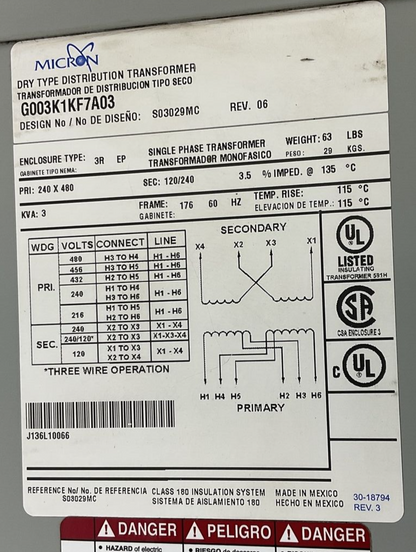 MICRON
DRY TYPE DISTRIBUTION TRANSFORMER
TRANSFORMADOR DE DISTRIBUCION TIPO SECO
G003K1KF7A03
DESIGN No / No DE DISEÑO: S03029MC REV. 06
ENCLOSURE TYPE: 3R EP
GABINETE TIPO NEMA:
SINGLE PHASE TRANSFORMER
TRANSFORMADOR MONOFASICO
WEIGHT: 63 LBS
PESO: 29 KGS.
PRI: 240 X 480 SEC: 120/240 3.5 % IMPED. @ 135 °C
KVA: 3
FRAME: 176 60 HZ
GABINETE:
TEMP. RISE: 115 °C
ELEVACION DE TEMP.: 115 °C
WDG VOLTS CONNECT LINE
PRI.
480 H3 TO H4 H1 - H6
456 H3 TO H5 H1 - H6
432 H2 TO H5 H1 - H6
240 H1 TO H4 H1 - H6
H3 TO H6
216 H1 TO H5 H1 - H6
H2 TO H6
SEC.
240 X2 TO X3 X1 - X4
240/120* X2 TO X3 X1-X3-X4
120 X1 TO X3 X1 - X4
X2 TO X4
*THREE WIRE OPERATION
SECONDARY
X4 X2 X3 X1
H1 H4 H5 H2 H3 H6
PRIMARY
UL
LISTED
INSULATING
TRANSFORMER 591H
CSA
CSA ENCLOSURE 3
C UL
J136L10066
REFERENCE No/ No. DE REFERENCIA
S03029MC
CLASS 180 INSULATION SYSTEM
SISTEMA DE AISLAMIENTO 180
MADE IN MEXICO
HECHO EN MEXICO
30-18794
REV. 3
DANGER PELIGRO DANGER
• HAZARD of electric
• RIESGO de
• DANGER